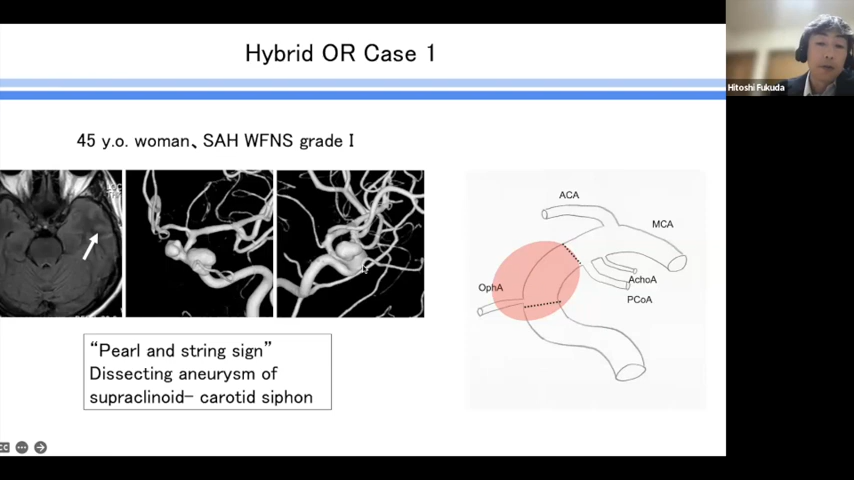 Hybrid OR Case 1
Hitoshi Fukuda
45 y.o. woman、SAH WFNS grade I
ACA
MCA
OphA
AchoA
PCoA
“Pearl and string sign”
Dissecting aneurysm of
supraclinoid– carotid siphon